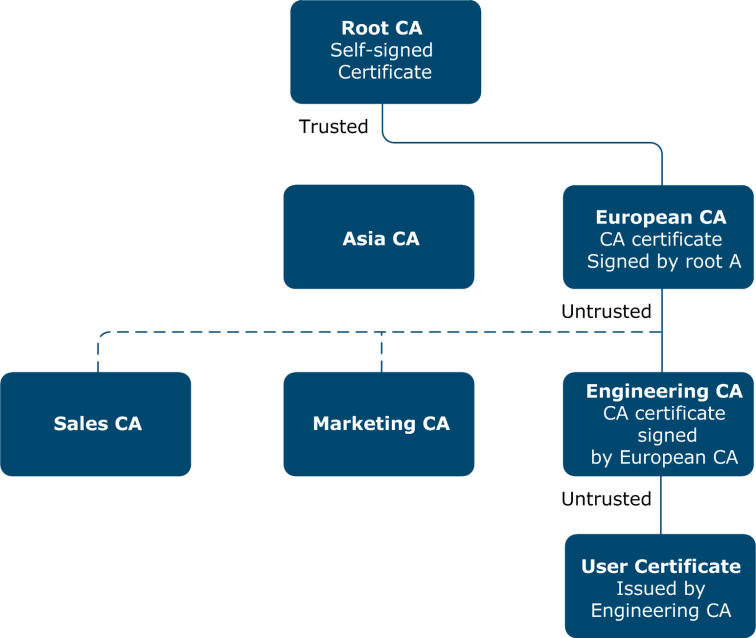 Root CA
Self-signed
Certificate
Trusted
Asia CA
European CA
CA certificate
Signed by root A
Untrusted
Sales CA
Marketing CA
Engineering CA
CA certificate
signed
by European CA
Untrusted
User Certificate
Issued by
Engineering CA